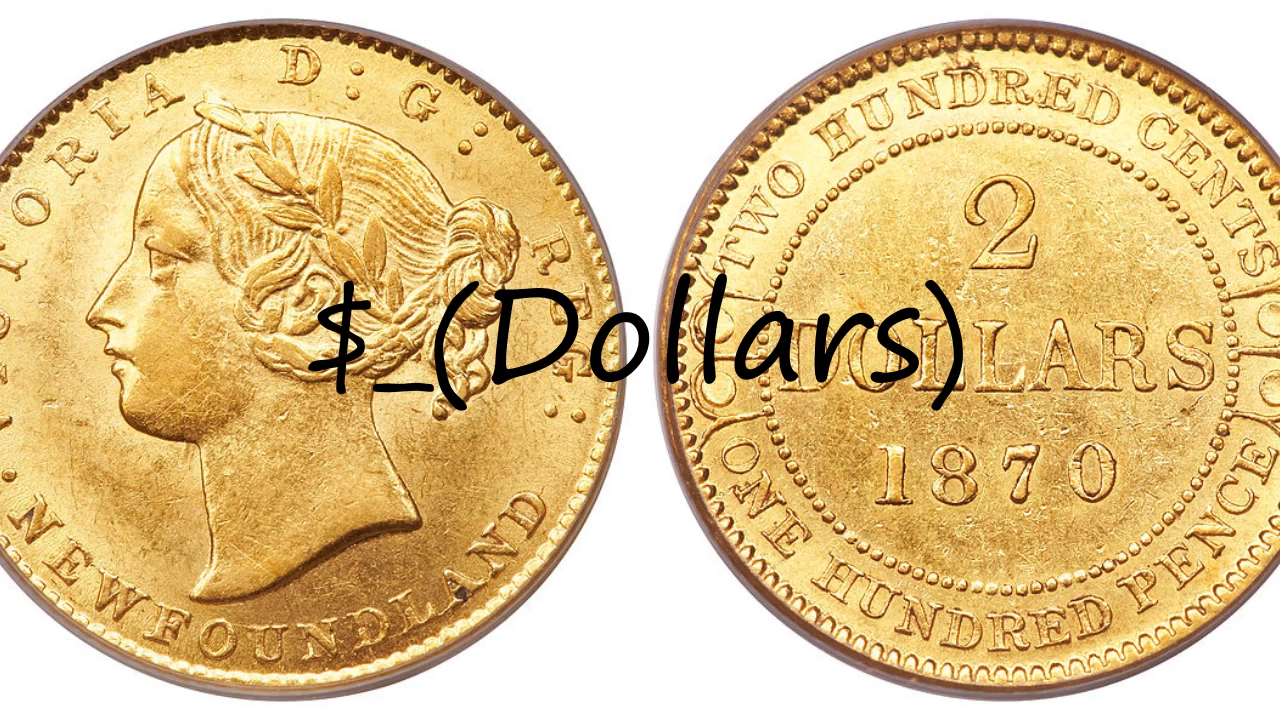 VICTORIA D: G: REG:
· NEWFOUNDLAND
$_(Dollars)
TWO HUNDRED CENTS
2
DOLLARS
1870
ONE HUNDRED PENCE